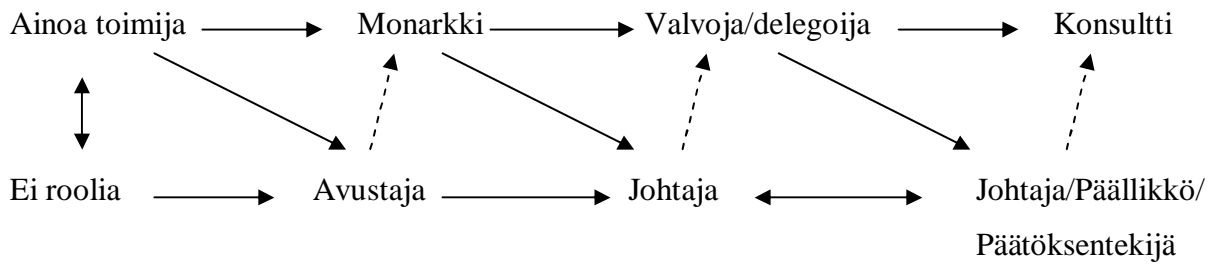 Ainoa toimija Monarkki Valvoja/delegoija Konsultti
Ei roolia Avustaja Johtaja Johtaja/Päällikkö/
Päätöksentekijä